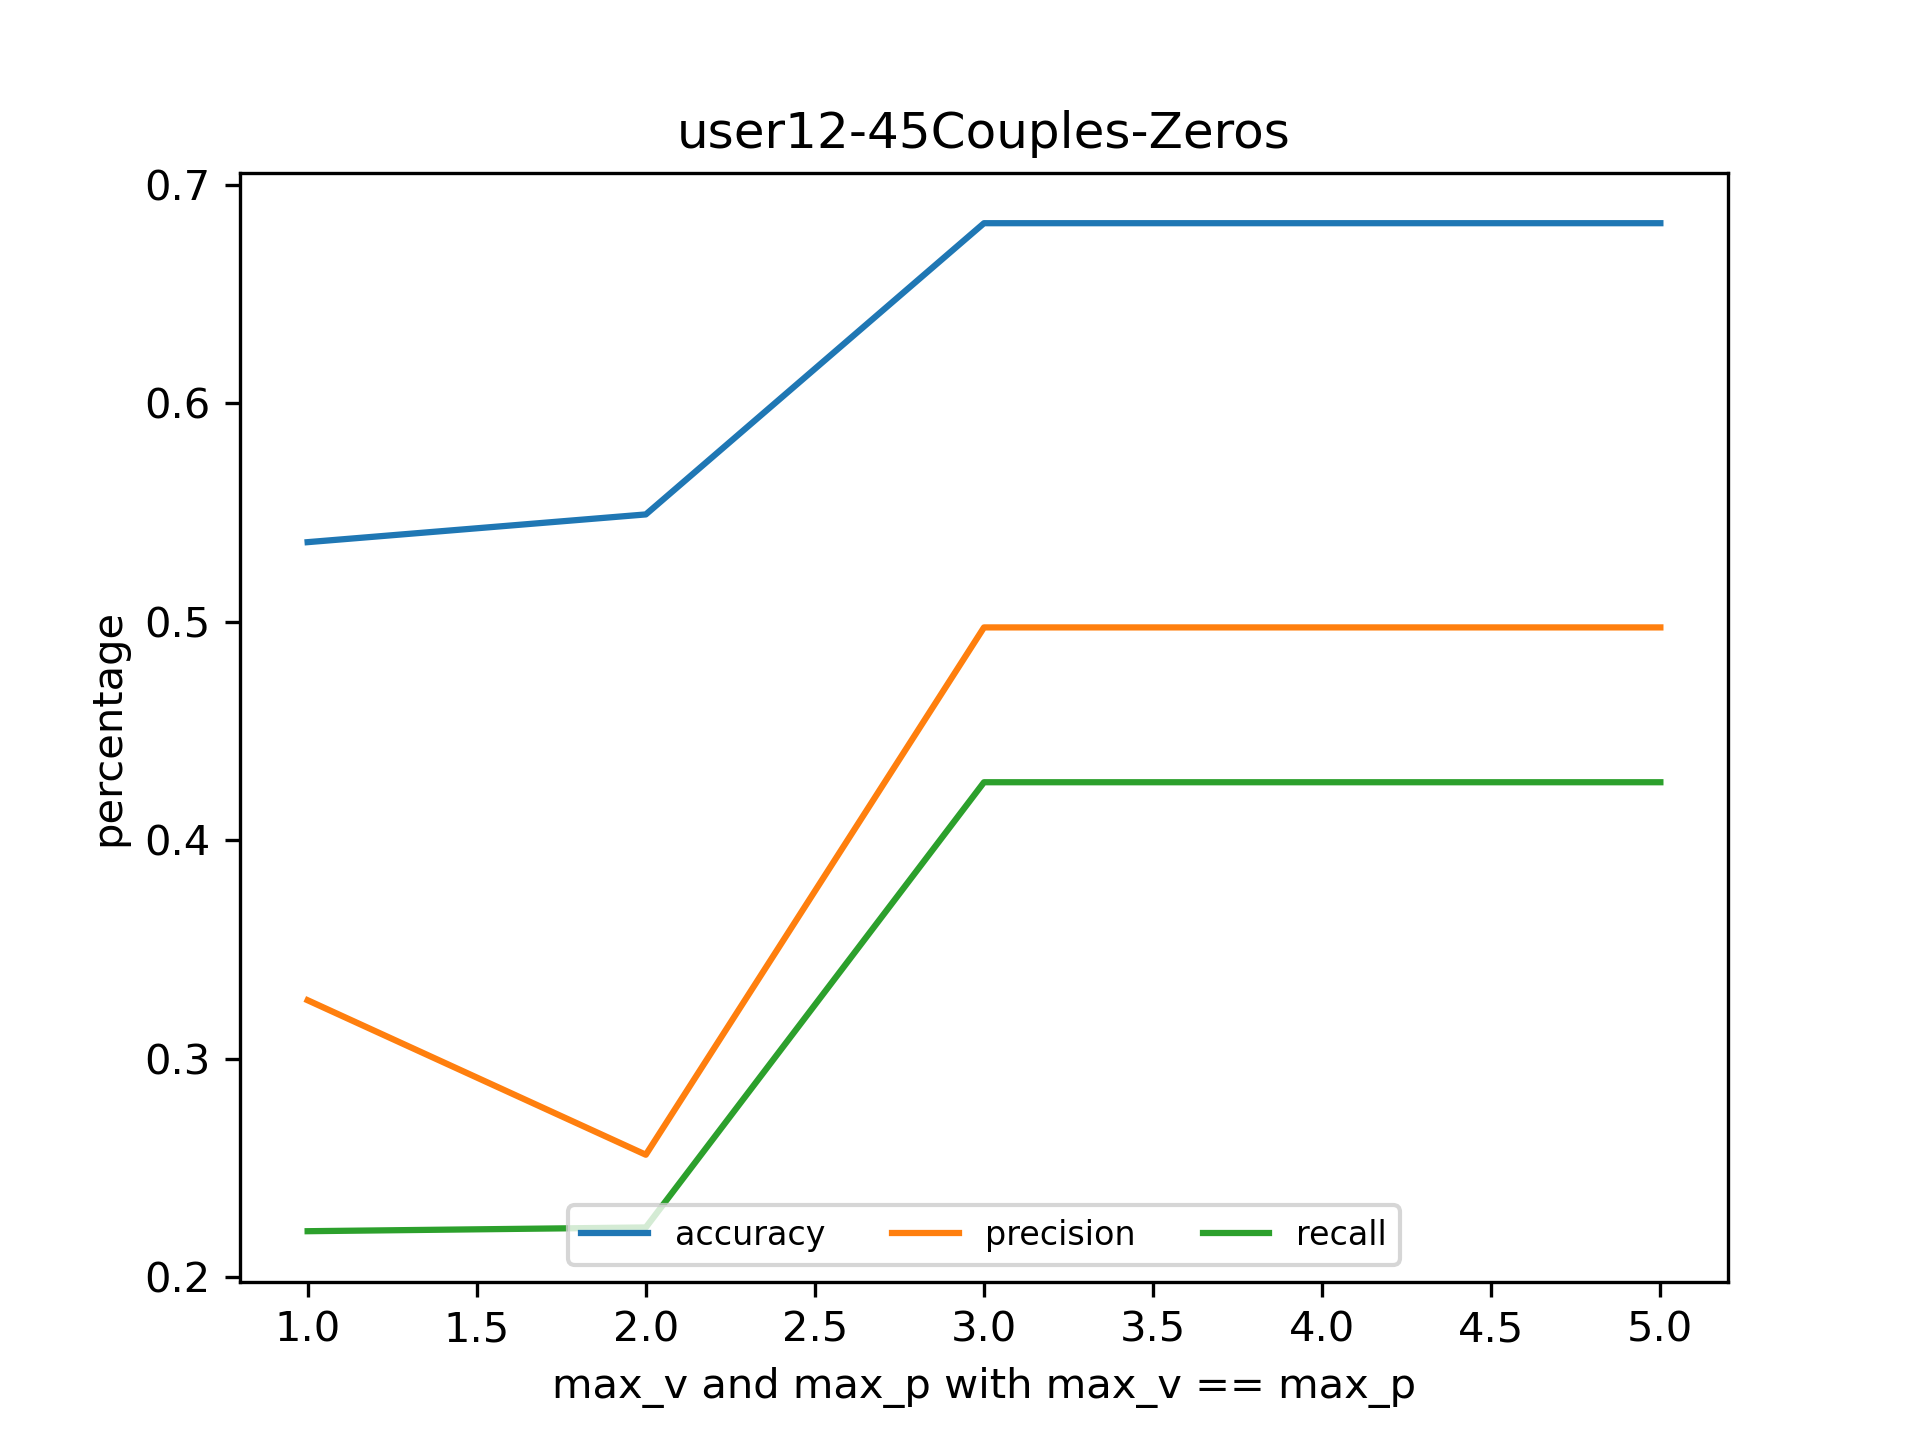 user12-45Couples-Zeros
0.7
0.6
0.5
0.4
0.3
0.2
percentage
accuracy precision recall
1.0 1.5 2.0 2.5 3.0 3.5 4.0 4.5 5.0
max_v and max_p with max_v == max_p